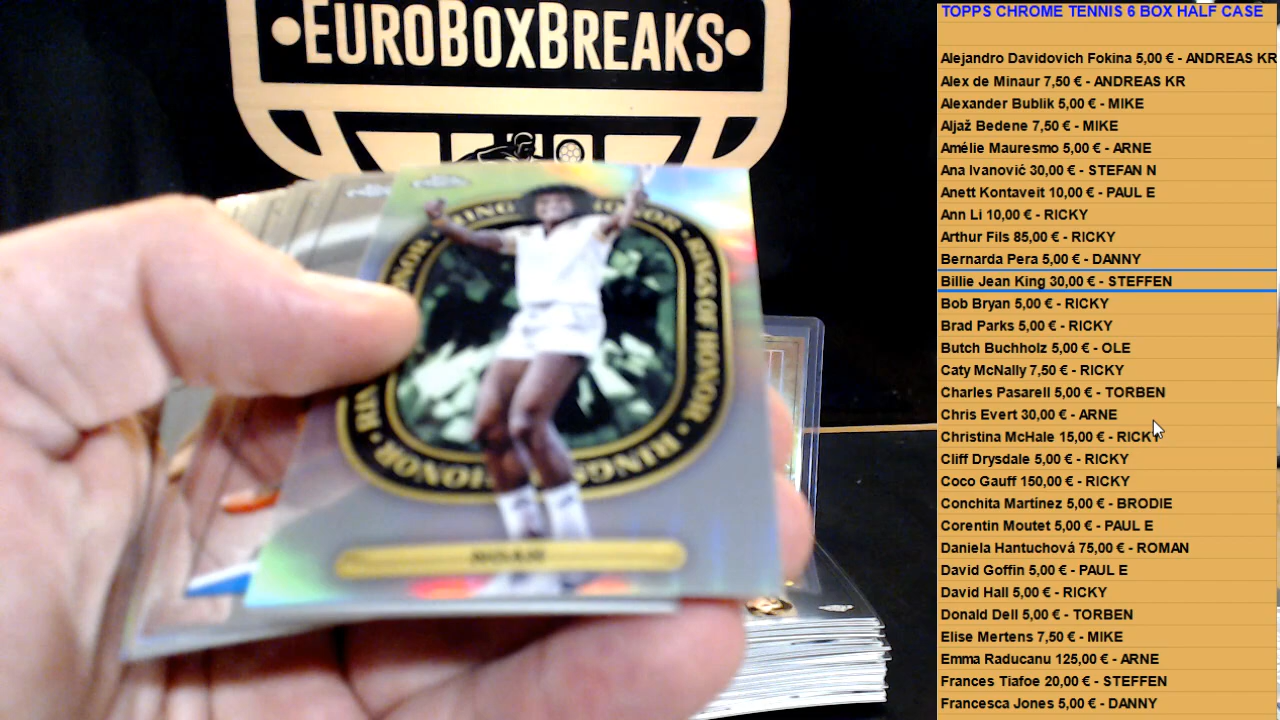 EUROBOXBREAKS
RINGS OF HONOR
TOPPS CHROME TENNIS 6 BOX HALF CASE
Alejandro Davidovich Fokina 5,00 € - ANDREAS KR
Alex de Minaur 7,50 € - ANDREAS KR
Alexander Bublik 5,00 € - MIKE
Aljaž Bedene 7,50 € - MIKE
Amélie Mauresmo 5,00 € - ARNE
Ana Ivanović 30,00 € - STEFAN N
Anett Kontaveit 10,00 € - PAUL E
Ann Li 10,00 € - RICKY
Arthur Fils 85,00 € - RICKY
Bernarda Pera 5,00 € - DANNY
Billie Jean King 30,00 € - STEFFEN
Bob Bryan 5,00 € - RICKY
Brad Parks 5,00 € - RICKY
Butch Buchholz 5,00 € - OLE
Caty McNally 7,50 € - RICKY
Charles Pasarell 5,00 € - TORBEN
Chris Evert 30,00 € - ARNE
Christina McHale 15,00 € - RICKY
Cliff Drysdale 5,00 € - RICKY
Coco Gauff 150,00 € - RICKY
Conchita Martínez 5,00 € - BRODIE
Corentin Moutet 5,00 € - PAUL E
Daniela Hantuchová 75,00 € - ROMAN
David Goffin 5,00 € - PAUL E
David Hall 5,00 € - RICKY
Donald Dell 5,00 € - TORBEN
Elise Mertens 7,50 € - MIKE
Emma Raducanu 125,00 € - ARNE
Frances Tiafoe 20,00 € - STEFFEN
Francesca Jones 5,00 € - DANNY